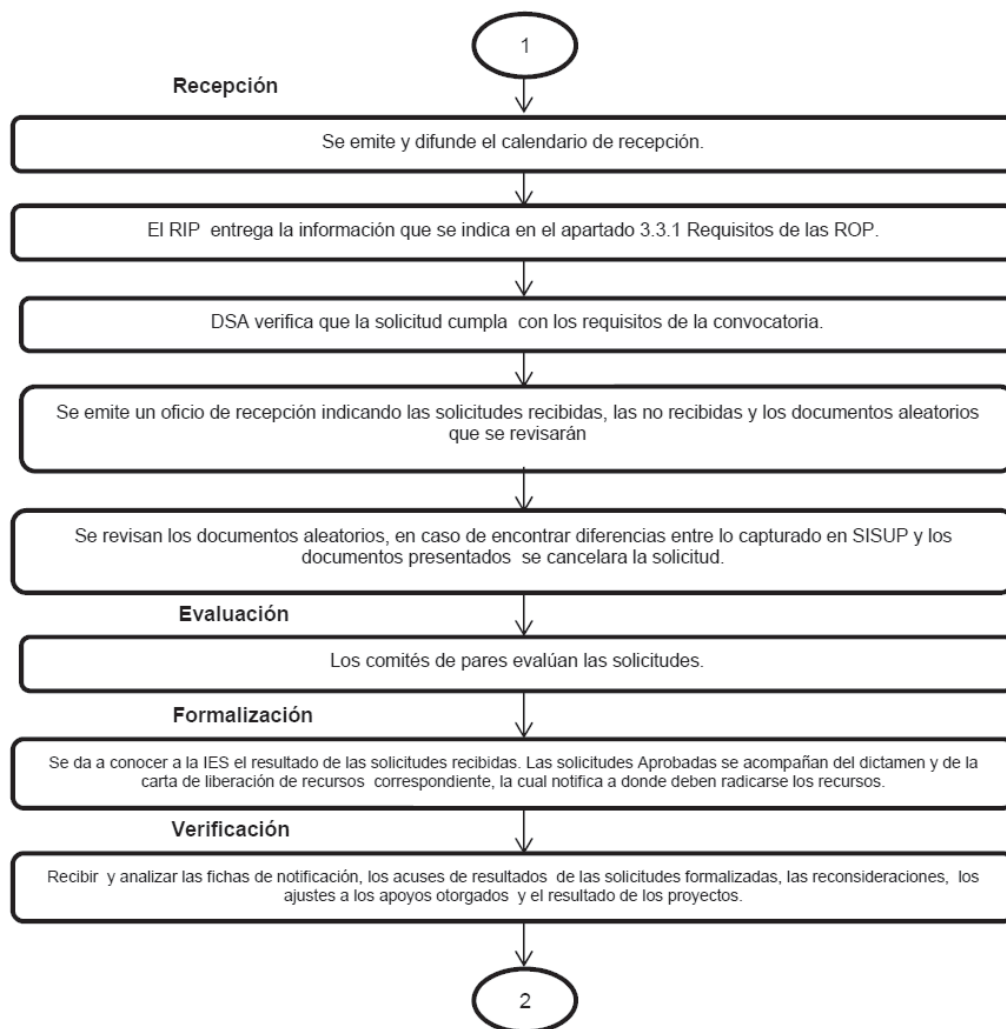 1
Recepción
Se emite y difunde el calendario de recepción.
El RIP entrega la información que se indica en el apartado 3.3.1 Requisitos de las ROP.
DSA verifica que la solicitud cumpla con los requisitos de la convocatoria.
Se emite un oficio de recepción indicando las solicitudes recibidas, las no recibidas y los documentos aleatorios
que se revisarán
Se revisan los documentos aleatorios, en caso de encontrar diferencias entre lo capturado en SISUP y los
documentos presentados se cancelara la solicitud.
Evaluación
Los comités de pares evalúan las solicitudes.
Formalización
Se da a conocer a la IES el resultado de las solicitudes recibidas. Las solicitudes Aprobadas se acompañan del dictamen y de la
carta de liberación de recursos correspondiente, la cual notifica a donde deben radicarse los recursos.
Verificación
Recibir y analizar las fichas de notificación, los acuses de resultados de las solicitudes formalizadas, las reconsideraciones, los
ajustes a los apoyos otorgados y el resultado de los proyectos.
2